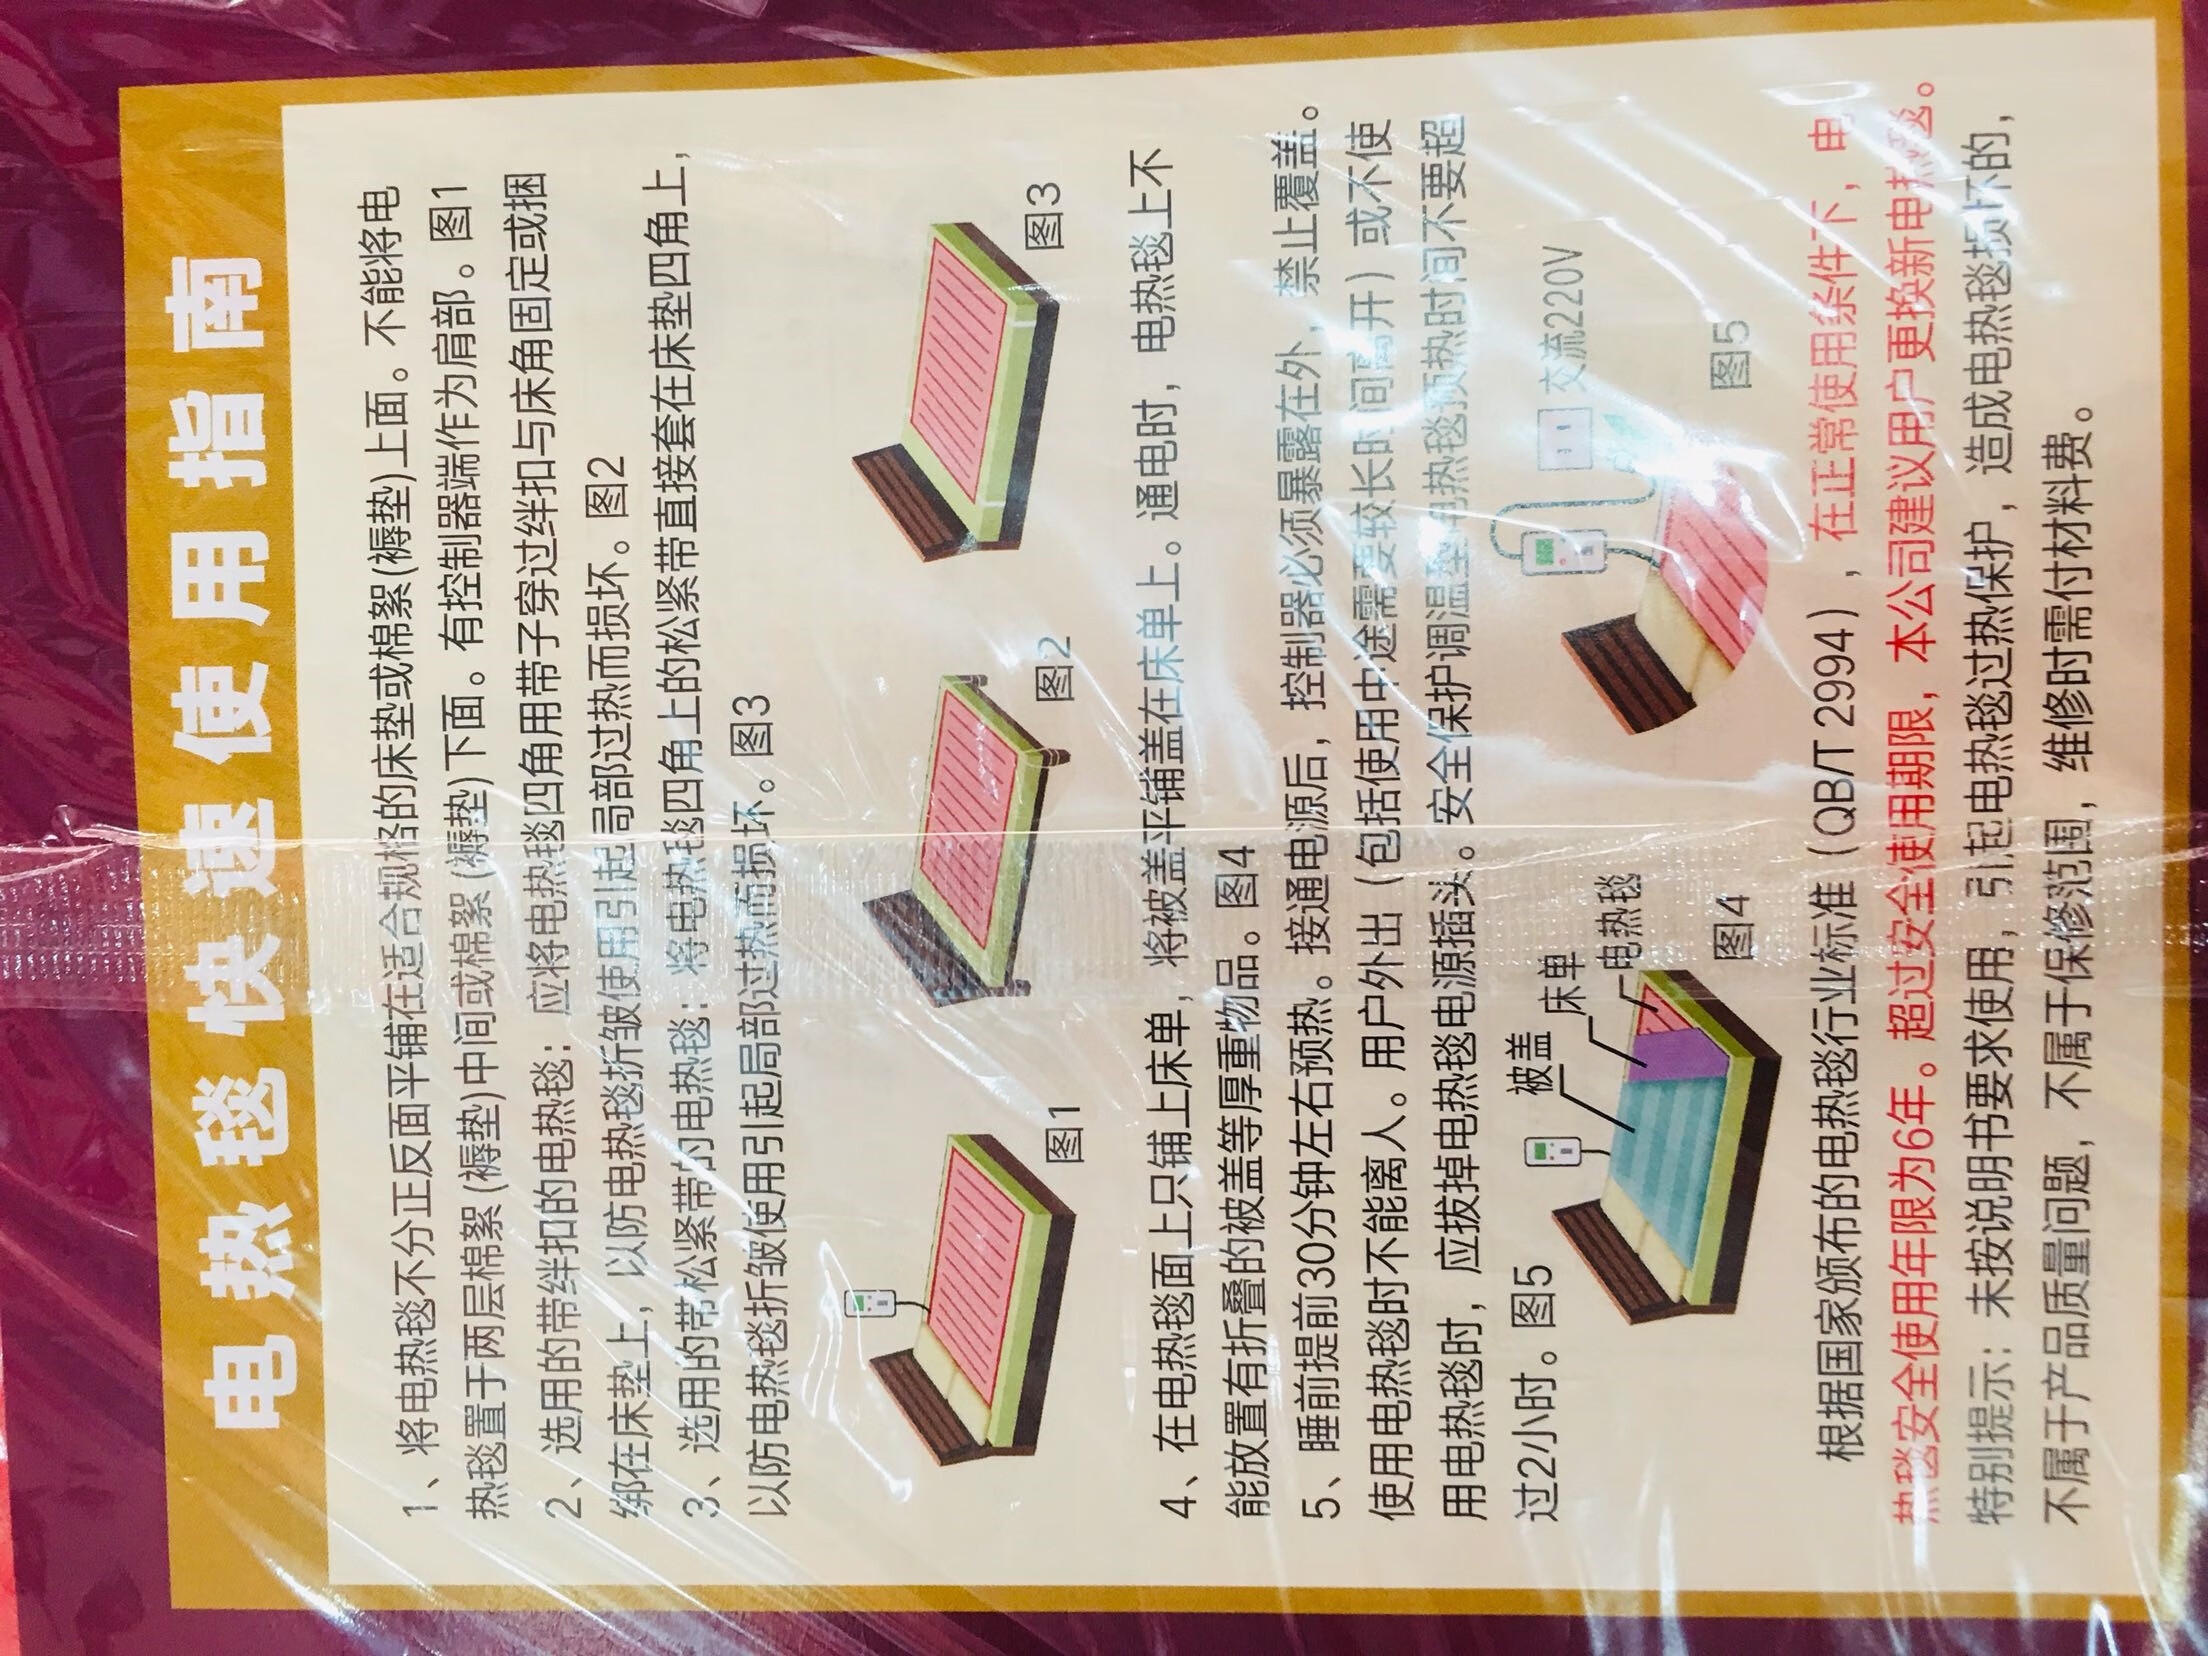 电热毯快速使用指南
1、将电热毯不分正反面平铺在适合规格的床垫或棉絮(褥垫)上面。不能将电
热毯置于两层棉絮(褥垫)中间或棉絮(褥垫)下面。有控制器端作为肩部。图1
2、选用的带绊扣的电热毯：应将电热毯四角用带子穿过绊扣与床角固定或捆
绑在床垫上，以防电热毯折皱使用引起局部过热而损坏。图2
3、选用的带松紧带的电热毯：将电热毯四角上的松紧带直接套在床垫四角上，
以防电热毯折皱使用引起局部过热而损坏。图3
图1
图2
图3
4、在电热毯面上只铺上床单，将被盖平铺盖在床单上。通电时，电热毯上不
能放置有折叠的被盖等厚重物品。图4
5、睡前提前30分钟左右预热。接通电源后，控制器必须暴露在外，禁止覆盖。
使用电热毯时不能离人。用户外出（包括使用中途需要较长时间离开）或不使
用电热毯时，应拔掉电热毯电源插头。安全保护调温型电热毯预热时间不要超
过2小时。图5
被盖
床单
电热毯
图4
交流220V
图5
根据国家颁布的电热毯行业标准（QB/T 2994），在正常使用条件下，电
热毯安全使用年限为6年。超过安全使用期限，本公司建议用户更换新电热毯。
特别提示：未按说明书要求使用，引起电热毯过热保护，造成电热毯损坏的，
不属于产品质量问题，不属于保修范围，维修时需付材料费。